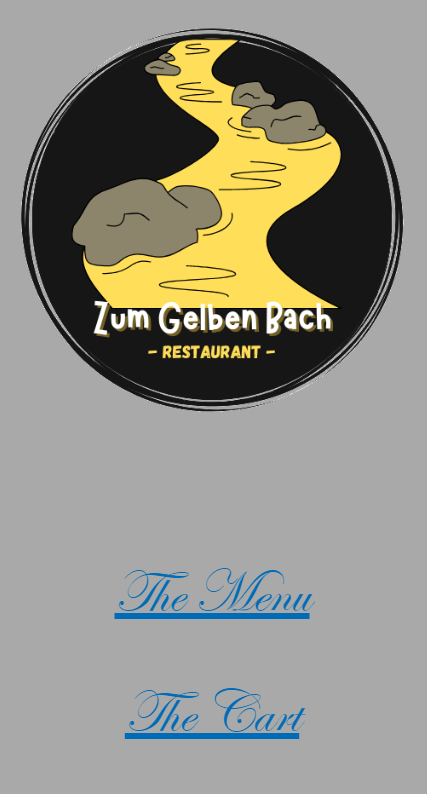 Zum Gelben Bach
- RESTAURANT -
The Menu
The Cart